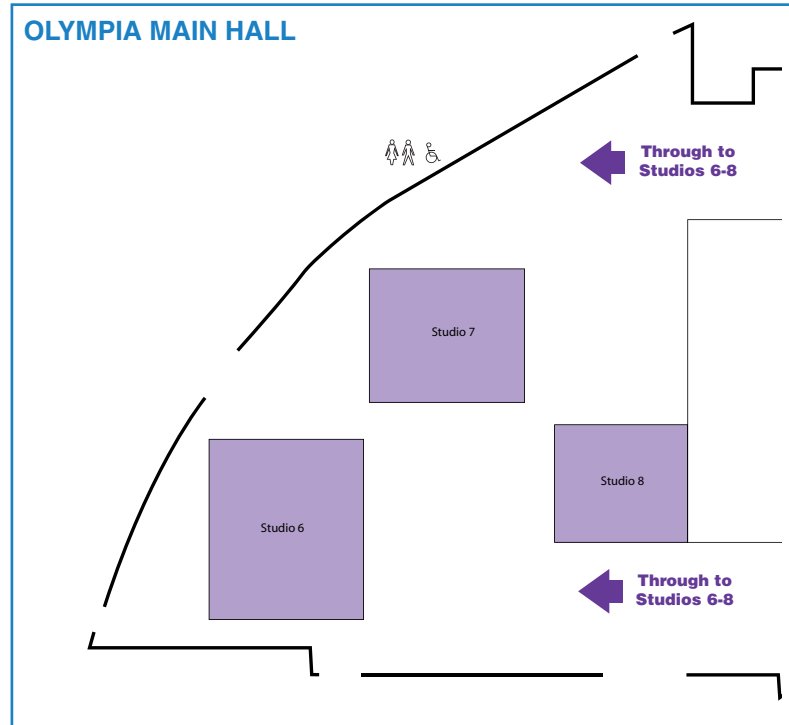 OLYMPIA MAIN HALL
Through to
Studios 6-8
Studio 7
Studio 8
Studio 6
Through to
Studios 6-8